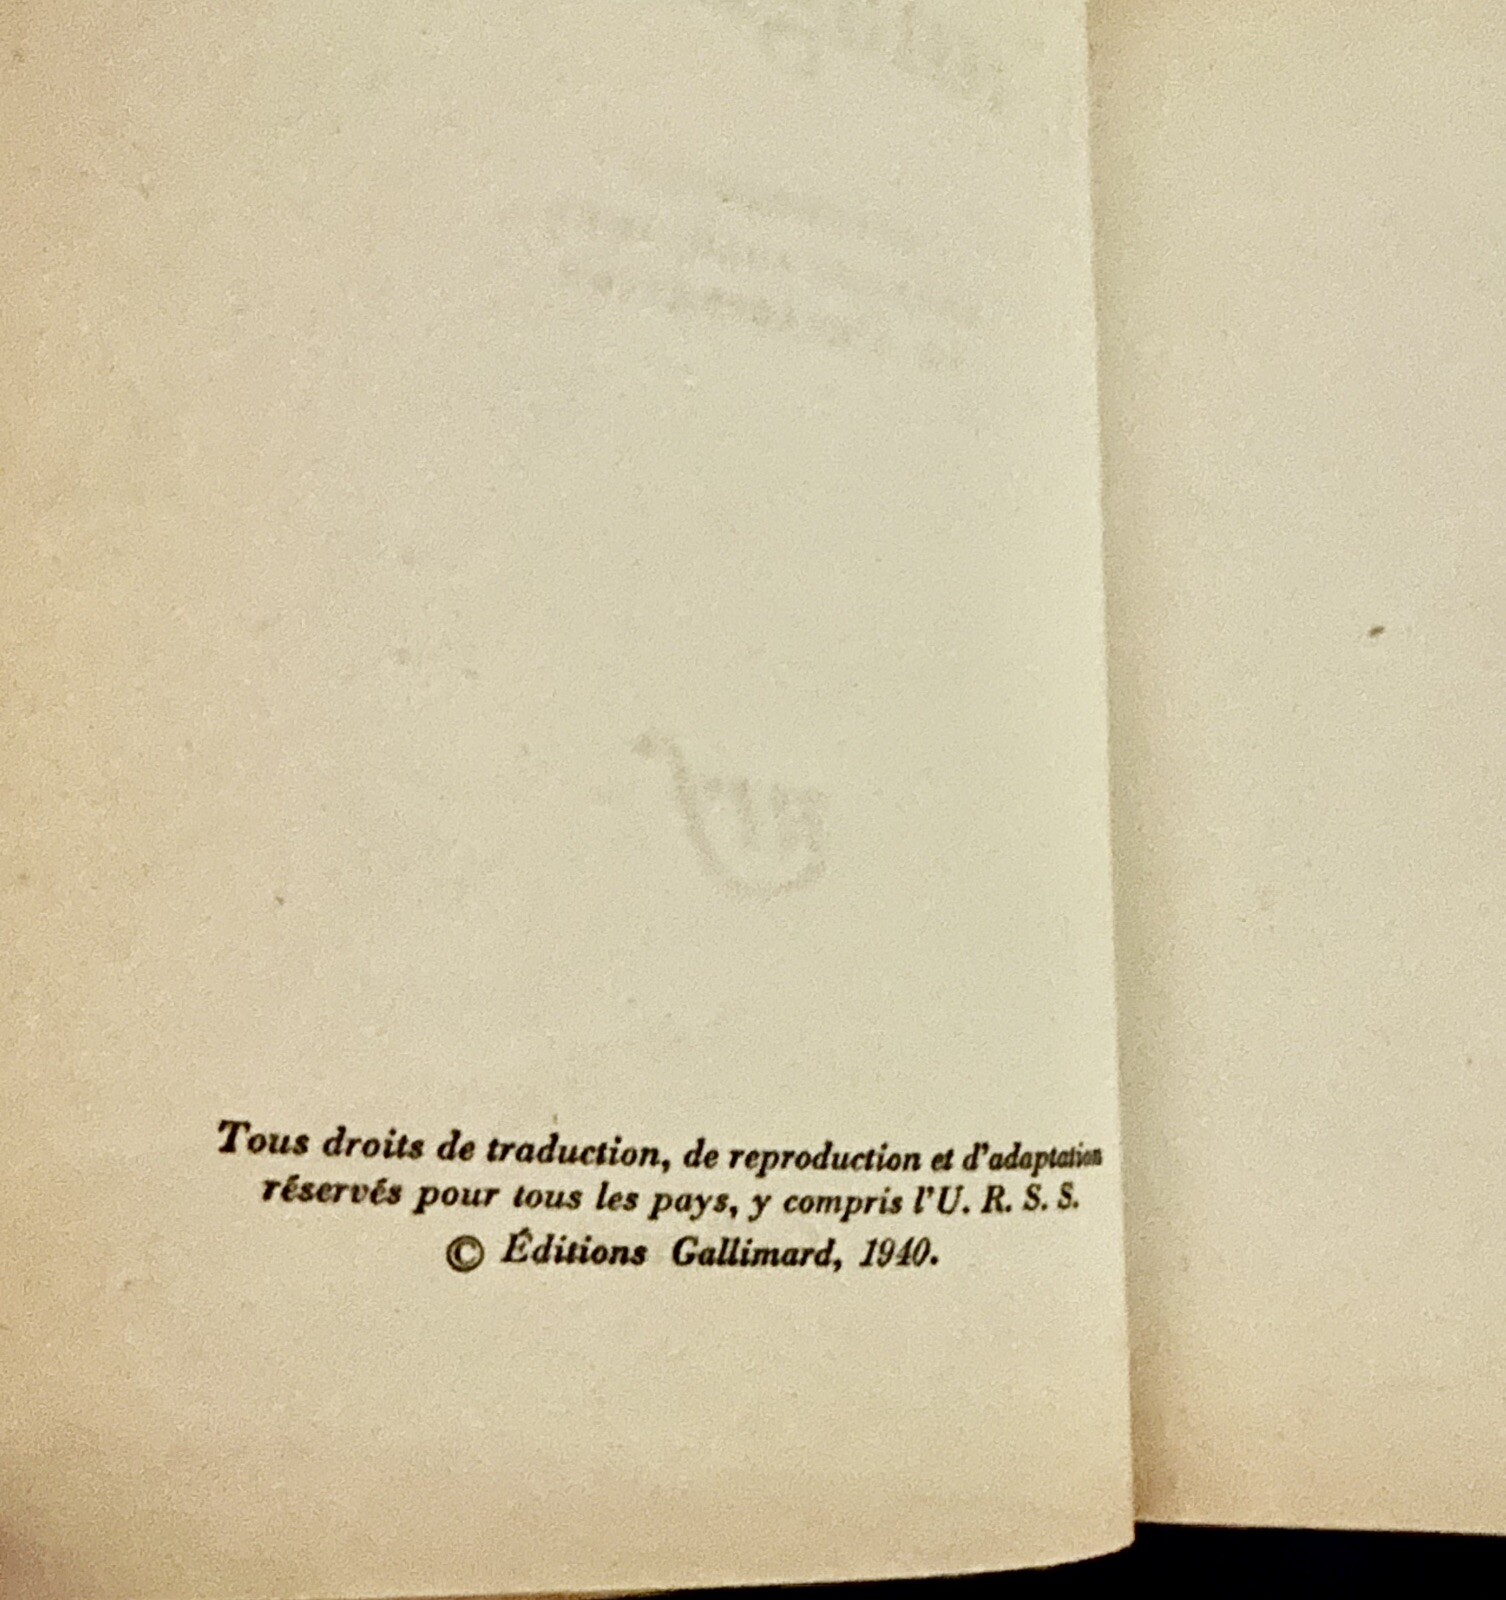 Tous droits de traduction, de reproduction et d'adaptation
réservés pour tous les pays, y compris l'U. R. S. S.
© Éditions Gallimard, 1940.